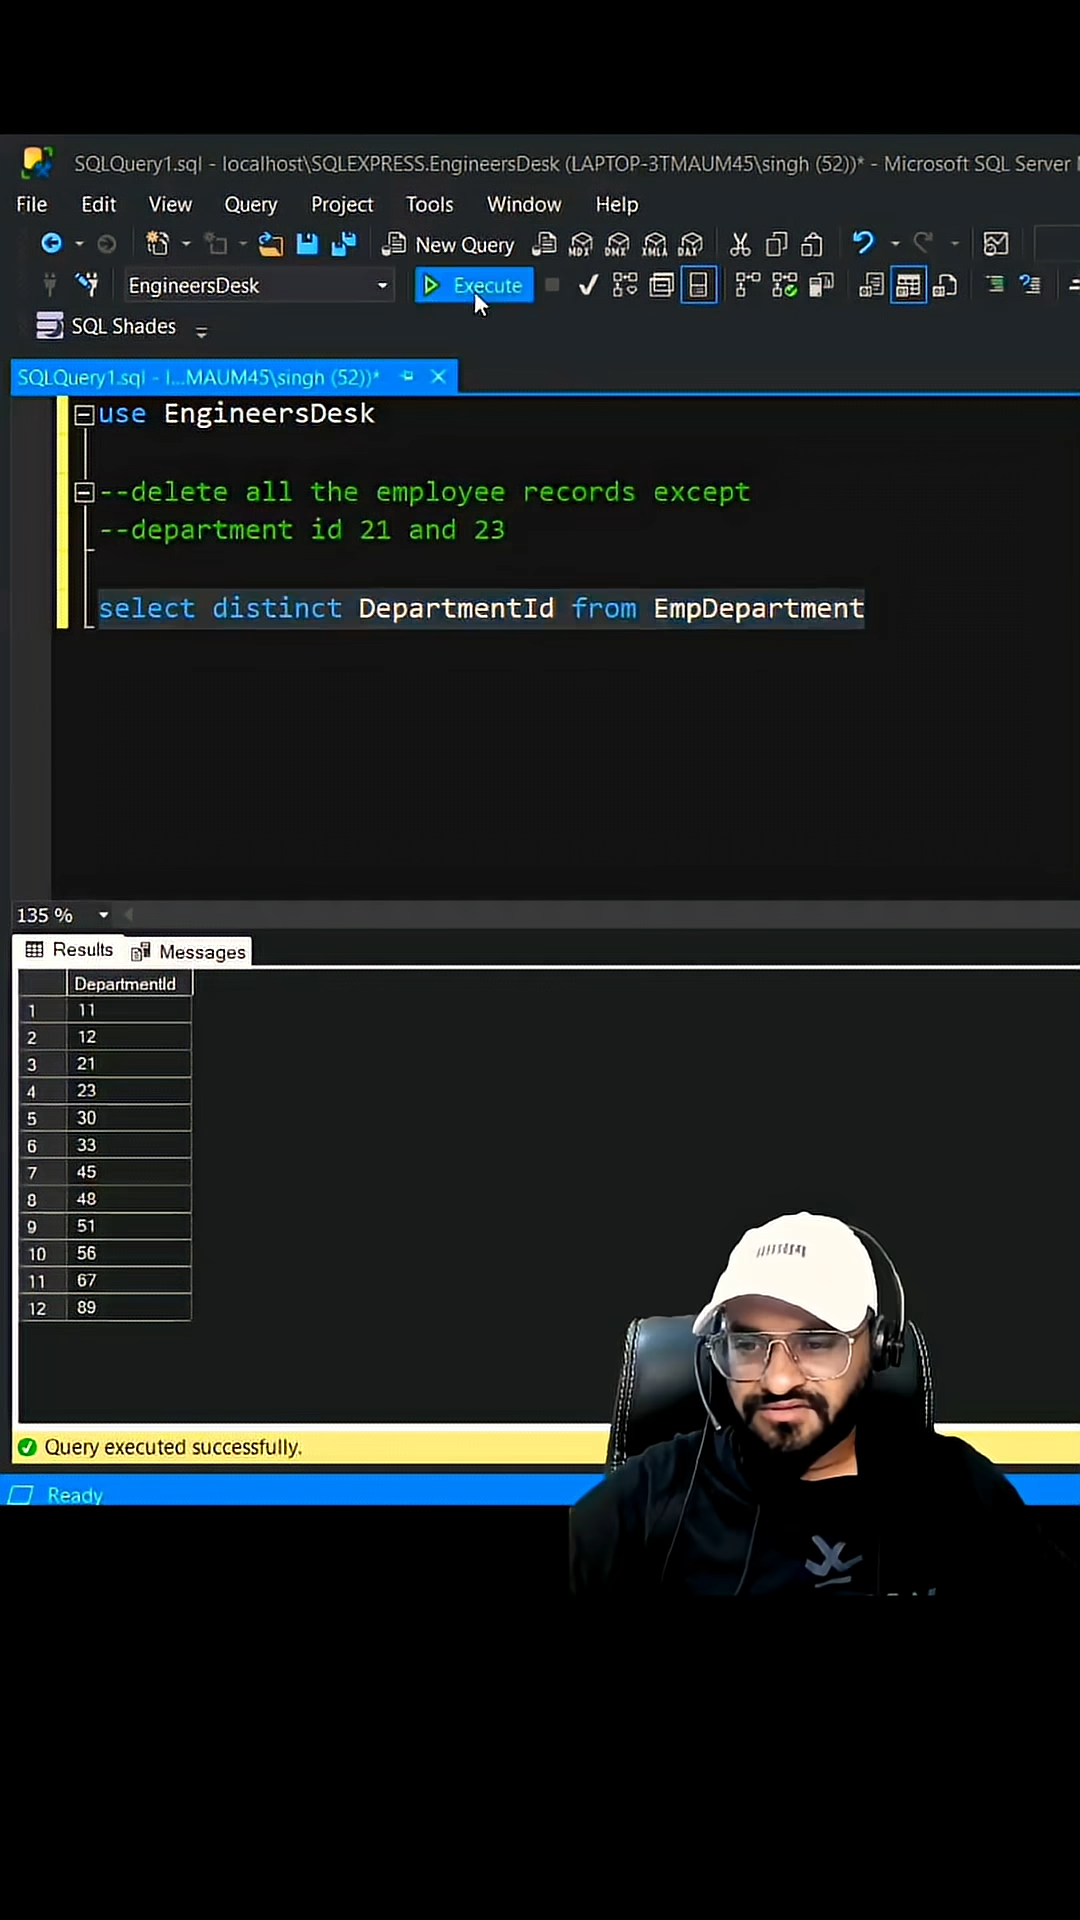 SQLQuery1.sql - localhost\SQLEXPRESS.EngineersDesk (LAPTOP-3TMAUM45\singh (52))* - Microsoft SQL Server
File Edit View Query Project Tools Window Help
New Query MDX DMX XMLA DAX
EngineersDesk Execute
SQL Shades
SQLQuery1.sql - l...MAUM45\singh (52))*
use EngineersDesk
--delete all the employee records except
--department id 21 and 23
select distinct DepartmentId from EmpDepartment
135 %
Results Messages
DepartmentId
1 11
2 12
3 21
4 23
5 30
6 33
7 45
8 48
9 51
10 56
11 67
12 89
Query executed successfully.
Ready